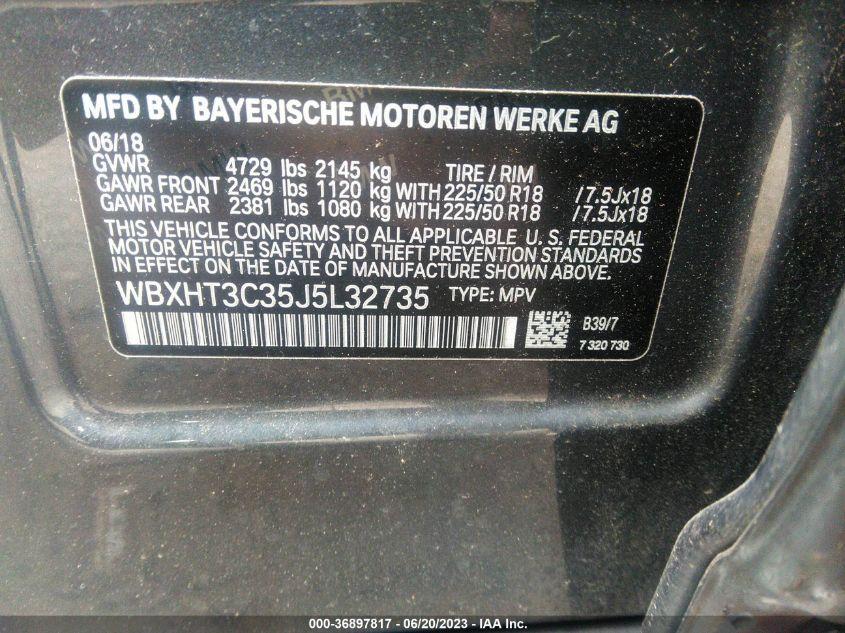 MFD BY BAYERISCHE MOTOREN WERKE AG
06/18
GVWR 4729 lbs 2145 kg TIRE / RIM
GAWR FRONT 2469 lbs 1120 kg WITH 225/50 R18 / 7.5Jx18
GAWR REAR 2381 lbs 1080 kg WITH 225/50 R18 / 7.5Jx18
THIS VEHICLE CONFORMS TO ALL APPLICABLE U. S. FEDERAL
MOTOR VEHICLE SAFETY AND THEFT PREVENTION STANDARDS
IN EFFECT ON THE DATE OF MANUFACTURE SHOWN ABOVE.
WBXHT3C35J5L32735 TYPE: MPV
B39/7
7 320 730
000-36897817 - 06/20/2023 - IAA Inc.